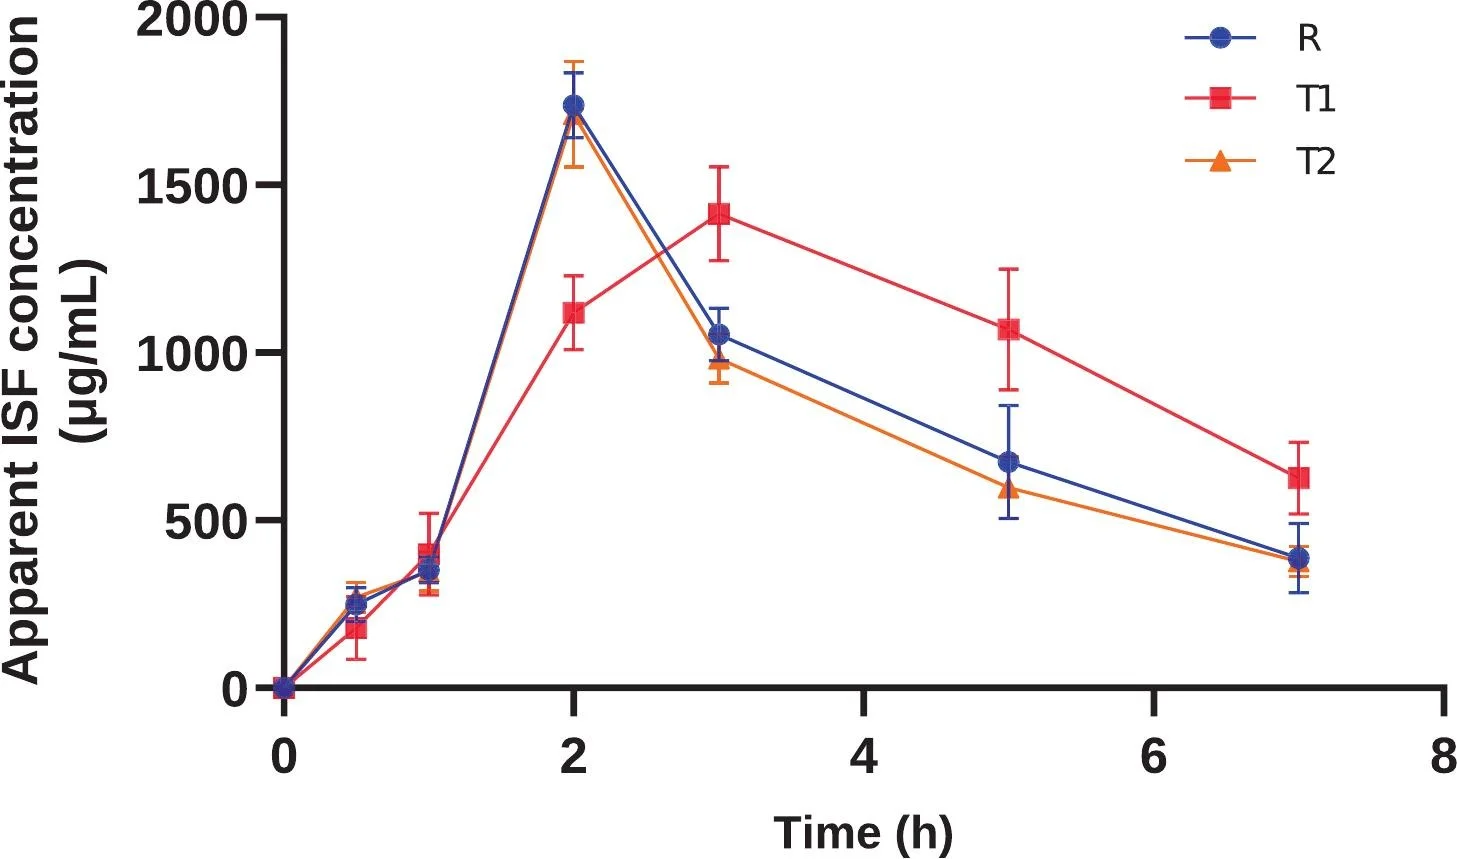 Apparent ISF concentration
(µg/mL)
2000
1500
1000
500
0
0 2 4 6 8
Time (h)
R
T1
T2